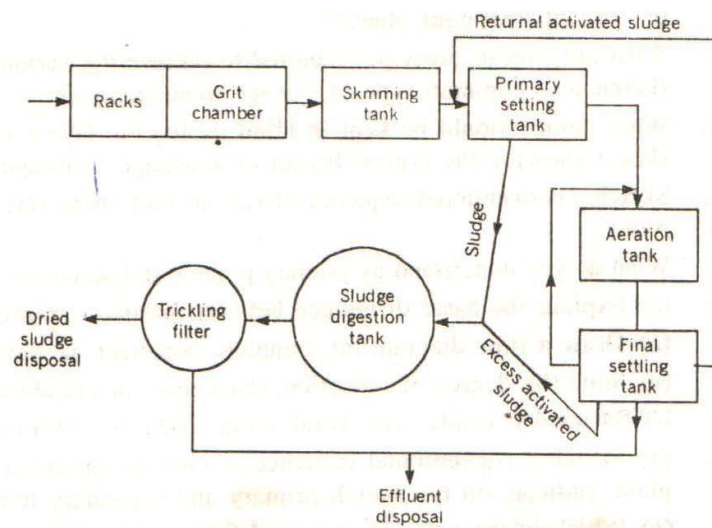 Returnal activated sludge
Racks
Grit
chamber
Skmming
tank
Primary
setting
tank
Sludge
Aeration
tank
Final
settling
tank
Excess activated
sludge
Sludge
digestion
tank
Trickling
filter
Dried
sludge
disposal
Effluent
disposal